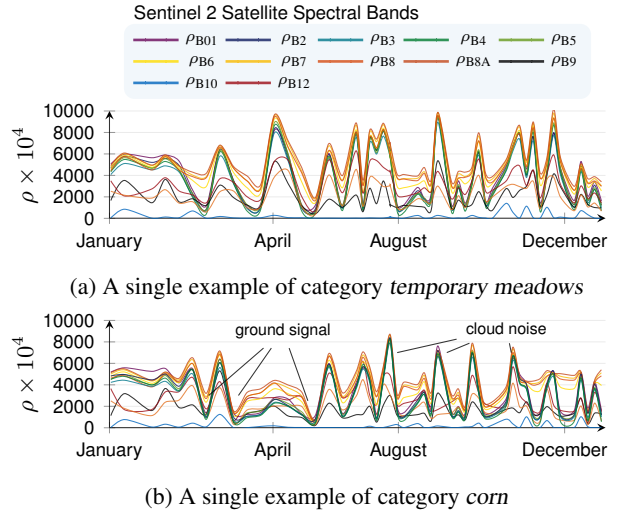 Sentinel 2 Satellite Spectral Bands
ρB01 ρB2 ρB3 ρB4 ρB5
ρB6 ρB7 ρB8 ρB8A ρB9
ρB10 ρB12
10000
8000
6000
4000
2000
0
ρ × 10⁴
January April August December
(a) A single example of category temporary meadows
10000
8000
6000
4000
2000
0
ρ × 10⁴
ground signal cloud noise
January April August December
(b) A single example of category corn